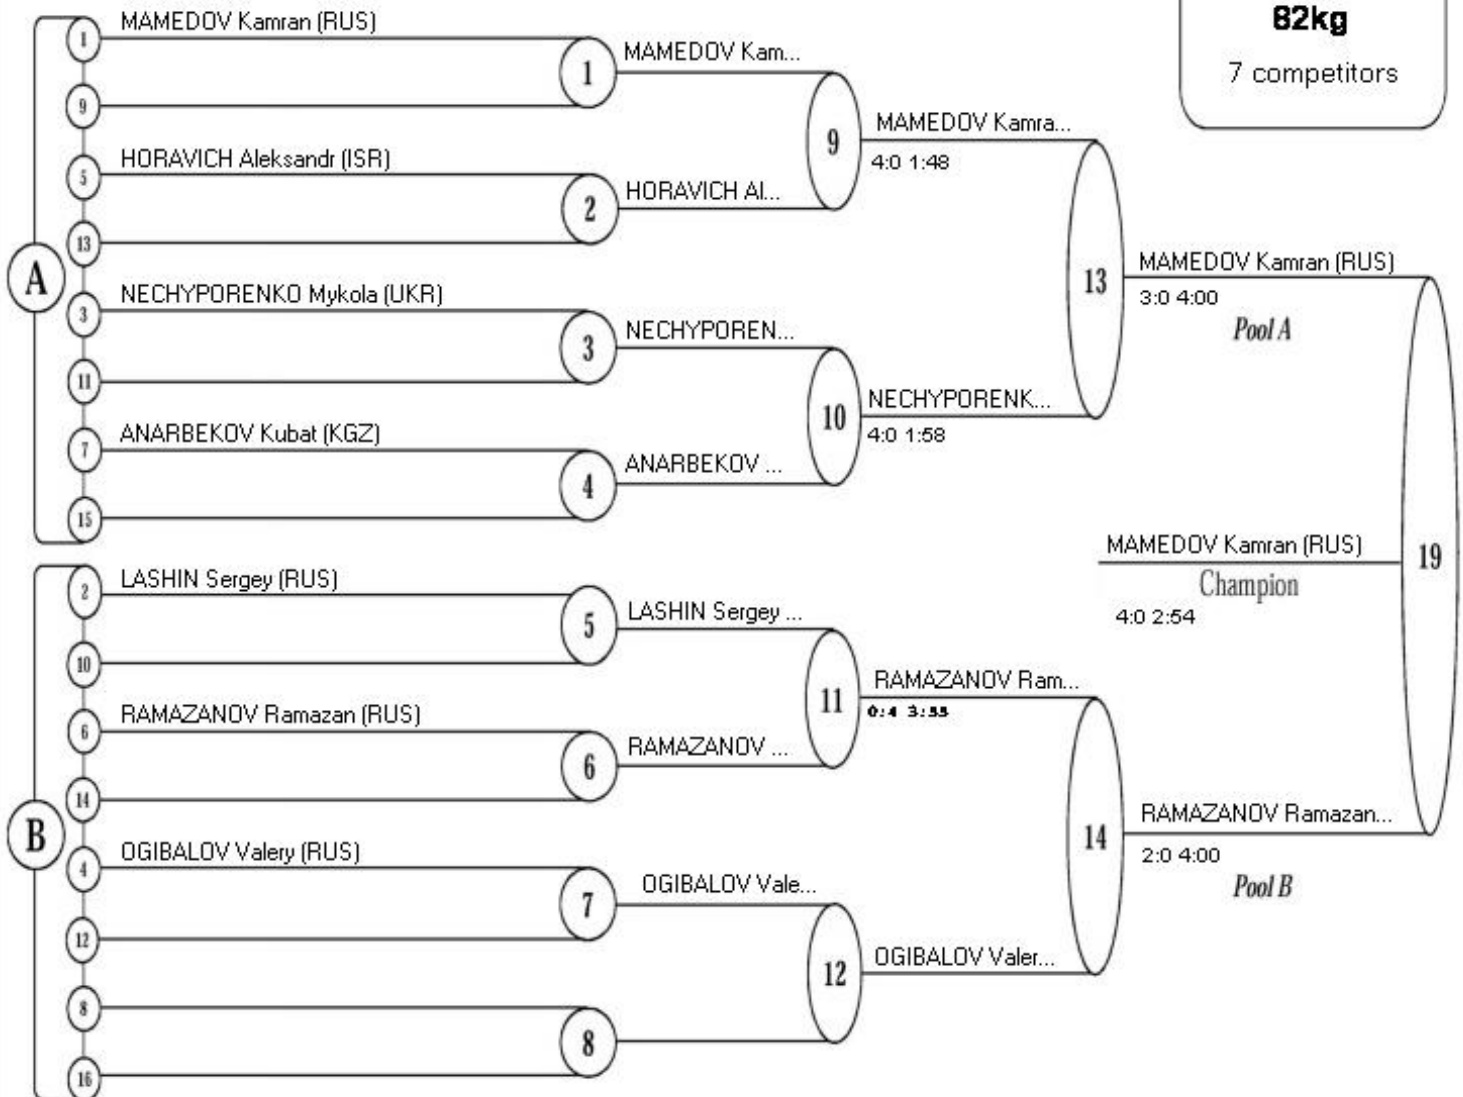 82kg
7 competitors
A
1
MAMEDOV Kamran (RUS)
9
1
MAMEDOV Kam...
5
HORAVICH Aleksandr (ISR)
13
2
HORAVICH Al...
9
MAMEDOV Kamra...
4:0 1:48
3
NECHYPORENKO Mykola (UKR)
11
3
NECHYPOREN...
7
ANARBEKOV Kubat (KGZ)
15
4
ANARBEKOV ...
10
NECHYPORENK...
4:0 1:58
13
MAMEDOV Kamran (RUS)
3:0 4:00
Pool A
B
2
LASHIN Sergey (RUS)
10
5
LASHIN Sergey ...
6
RAMAZANOV Ramazan (RUS)
14
6
RAMAZANOV ...
11
RAMAZANOV Ram...
0:4 3:55
4
OGIBALOV Valery (RUS)
12
7
OGIBALOV Vale...
8
16
8
12
OGIBALOV Valer...
14
RAMAZANOV Ramazan...
2:0 4:00
Pool B
19
MAMEDOV Kamran (RUS)
Champion
4:0 2:54